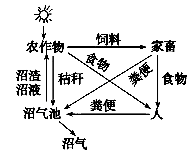 农作物 饲料 家畜
沼渣 沼液 秸秆 食物 粪便 食物
沼气池 粪便 人
沼气